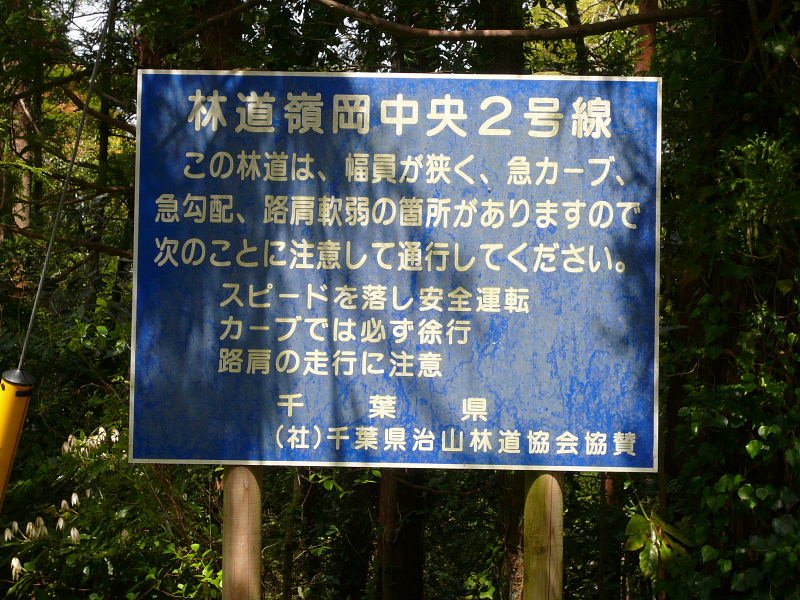 林道嶺岡中央2号線
この林道は、幅員が狭く、急カーブ、
急勾配、路肩軟弱の箇所がありますので
次のことに注意して通行してください。
スピードを落し安全運転
カーブでは必ず徐行
路肩の走行に注意
千葉県
(社)千葉県治山林道協会協賛